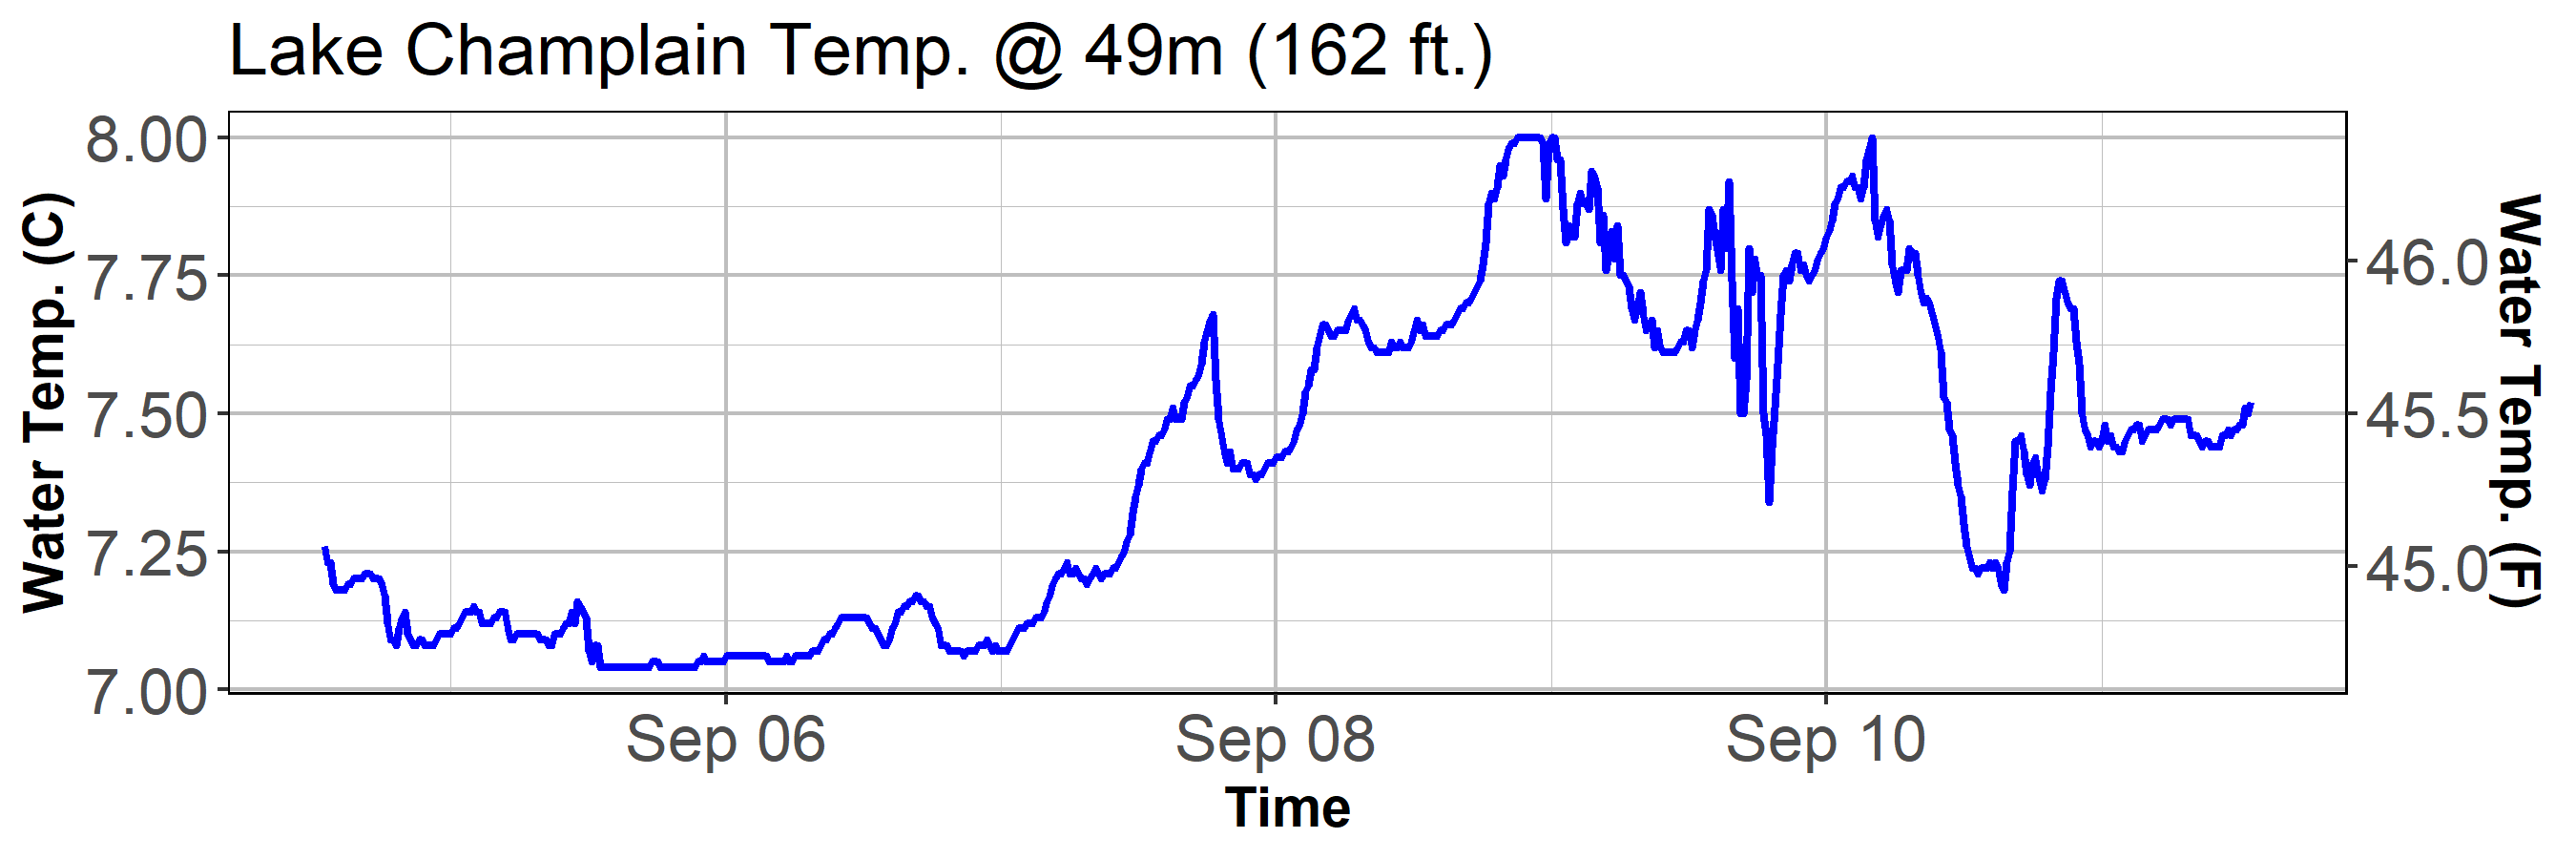 Lake Champlain Temp. @ 49m (162 ft.)
Water Temp. (C)
8.00
7.75
7.50
7.25
7.00
Water Temp. (F)
46.0
45.5
45.0
Sep 06 Sep 08 Sep 10
Time